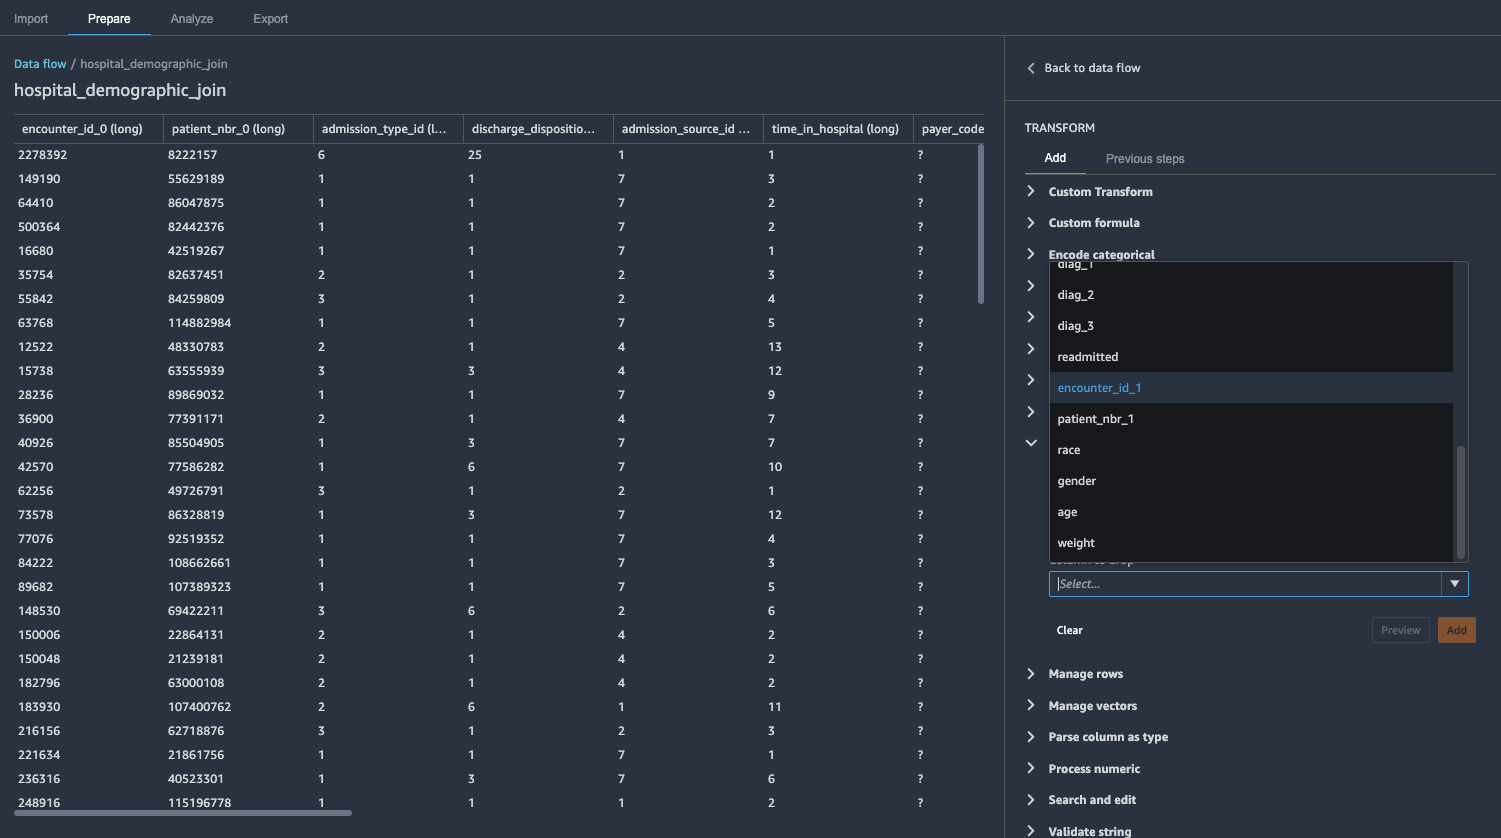 Import Prepare Analyze Export
Data flow / hospital_demographic_join
hospital_demographic_join
encounter_id_0 (long) patient_nbr_0 (long) admission_type_id (l... discharge_dispositio... admission_source_id ... time_in_hospital (long) payer_code
2278392 8222157 6 25 1 1 ?
149190 55629189 1 1 7 3 ?
64410 86047875 1 1 7 2 ?
500364 82442376 1 1 7 2 ?
16680 42519267 1 1 7 1 ?
35754 82637451 2 1 2 3 ?
55842 84259809 3 1 2 4 ?
63768 114882984 1 1 7 5 ?
12522 48330783 2 1 4 13 ?
15738 63555939 3 3 4 12 ?
28236 89869032 1 1 7 9 ?
36900 77391171 2 1 4 7 ?
40926 85504905 1 3 7 7 ?
42570 77586282 1 6 7 10 ?
62256 49726791 3 1 2 1 ?
73578 86328819 1 3 7 12 ?
77076 92519352 1 1 7 4 ?
84222 108662661 1 1 7 3 ?
89682 107389323 1 1 7 5 ?
148530 69422211 3 6 2 6 ?
150006 22864131 2 1 4 2 ?
150048 21239181 2 1 4 2 ?
182796 63000108 2 1 4 2 ?
183930 107400762 2 6 1 11 ?
216156 62718876 3 1 2 3 ?
221634 21861756 1 1 7 1 ?
236316 40523301 1 3 7 6 ?
248916 115196778 1 1 1 2 ?
Back to data flow
TRANSFORM
Add Previous steps
Custom Transform
Custom formula
Encode categorical
diag_1
diag_2
diag_3
readmitted
encounter_id_1
patient_nbr_1
race
gender
age
weight
Column to drop
Select...
Clear Preview Add
Manage rows
Manage vectors
Parse column as type
Process numeric
Search and edit
Validate string